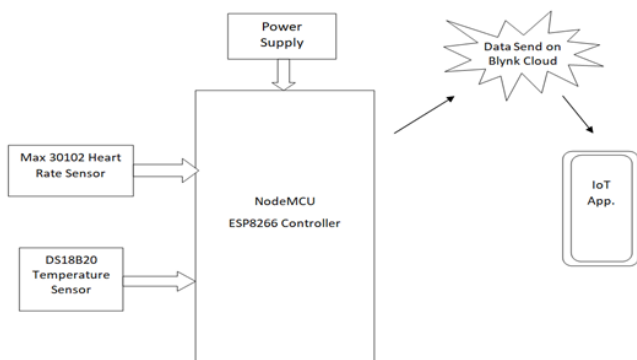 Power
Supply
Data Send on
Blynk Cloud
Max 30102 Heart
Rate Sensor
NodeMCU
ESP8266 Controller
IoT
App.
DS18B20
Temperature
Sensor